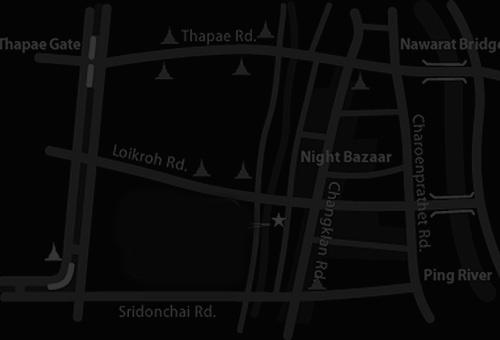 Thapae Rd.
Thapae Gate
Nawarat Bridge
Loikroh Rd.
Night Bazaar
Charoenprathet Rd.
Changklan Rd.
Ping River
Sridonchai Rd.